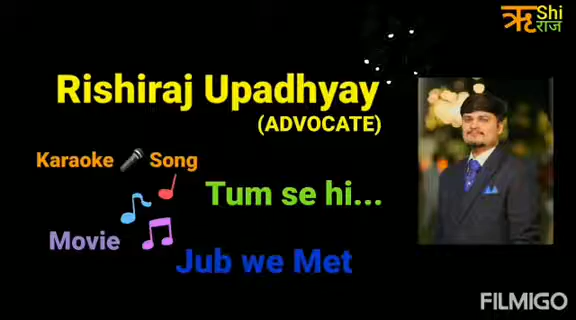 ऋShi
राज
Rishiraj Upadhyay
(ADVOCATE)
Karaoke 🎤 Song
Tum se hi...
Movie
Jub we Met
FILMIGO